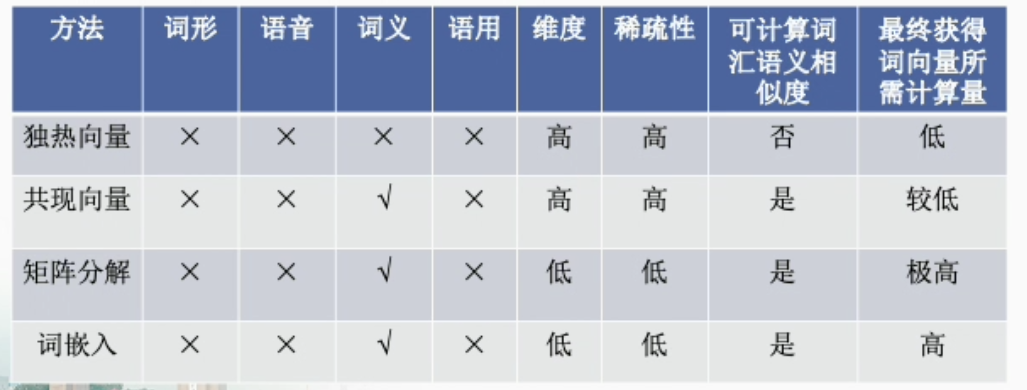 方法 词形 语音 词义 语用 维度 稀疏性 可计算词汇语义相似度 最终获得词向量所需计算量
独热向量 × × × × 高 高 否 低
共现向量 × × √ × 高 高 是 较低
矩阵分解 × × √ × 低 低 是 极高
词嵌入 × × √ × 低 低 是 高